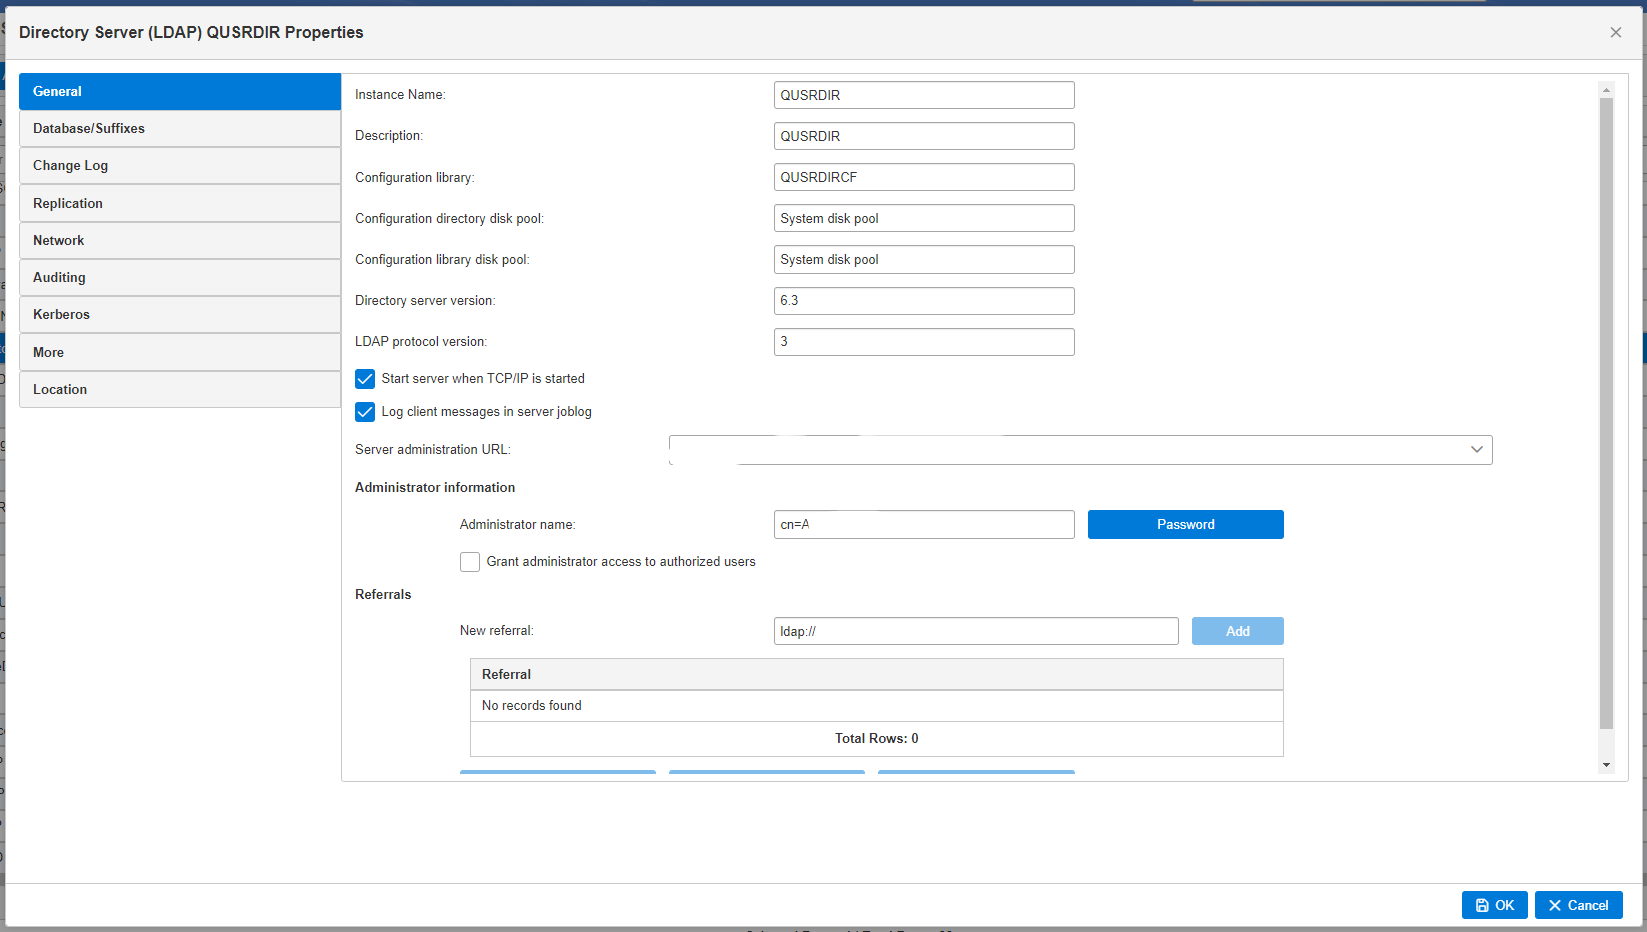 Directory Server (LDAP) QUSRDIR Properties
General
Database/Suffixes
Change Log
Replication
Network
Auditing
Kerberos
More
Location
Instance Name: QUSRDIR
Description: QUSRDIR
Configuration library: QUSRDIRCF
Configuration directory disk pool: System disk pool
Configuration library disk pool: System disk pool
Directory server version: 6.3
LDAP protocol version: 3
Start server when TCP/IP is started
Log client messages in server joblog
Server administration URL:
Administrator information
Administrator name: cn=A Password
Grant administrator access to authorized users
Referrals
New referral: ldap:// Add
Referral
No records found
Total Rows: 0
OK Cancel